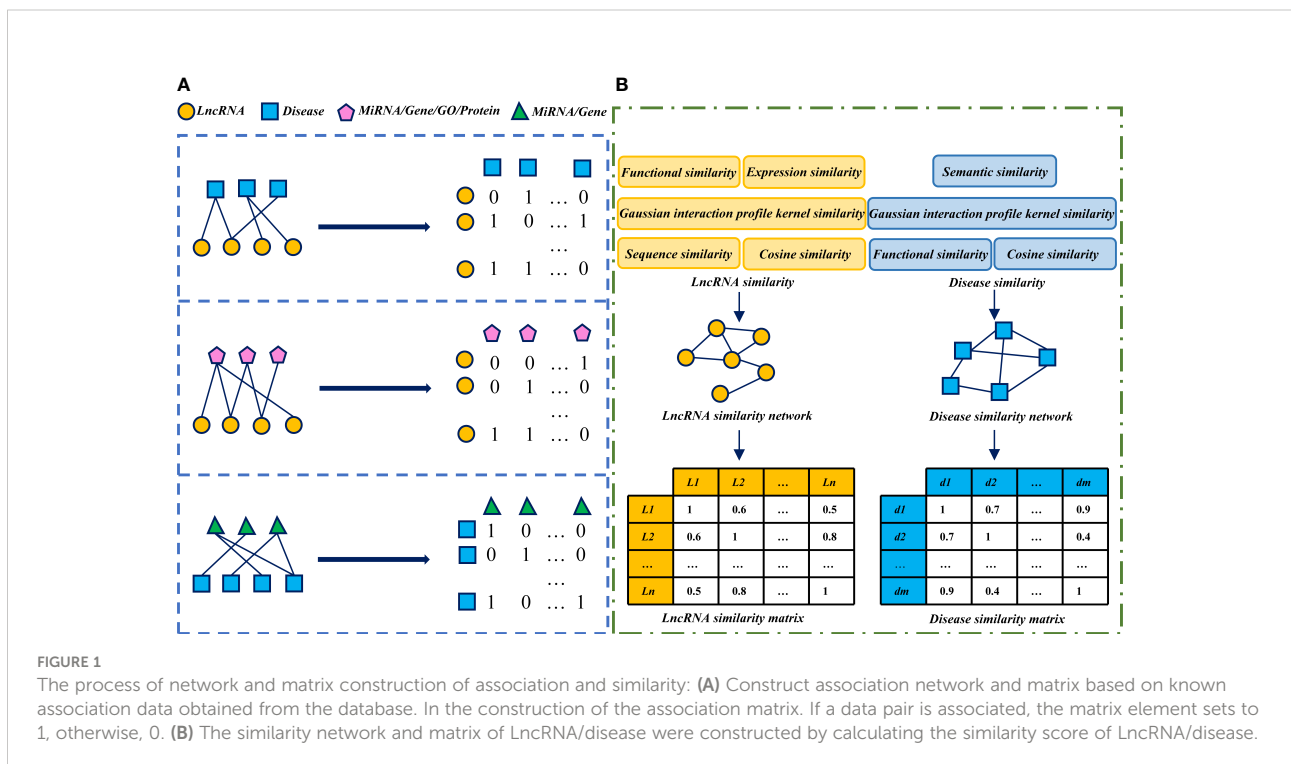 A
LncRNA Disease MiRNA/Gene/GO/Protein MiRNA/Gene
0 1 … 0
1 0 … 1
…
1 1 … 0
0 0 … 1
0 1 … 0
…
1 1 … 0
1 0 … 0
0 1 … 0
…
1 0 … 1
B
Functional similarity Expression similarity
Gaussian interaction profile kernel similarity
Sequence similarity Cosine similarity
LncRNA similarity
LncRNA similarity network
L1 L2 … Ln
L1 1 0.6 … 0.5
L2 0.6 1 … 0.8
… … … … …
Ln 0.5 0.8 … 1
LncRNA similarity matrix
Semantic similarity
Gaussian interaction profile kernel similarity
Functional similarity Cosine similarity
Disease similarity
Disease similarity network
d1 d2 … dm
d1 1 0.7 … 0.9
d2 0.7 1 … 0.4
… … … … …
dm 0.9 0.4 … 1
Disease similarity matrix
FIGURE 1
The process of network and matrix construction of association and similarity: (A) Construct association network and matrix based on known
association data obtained from the database. In the construction of the association matrix. If a data pair is associated, the matrix element sets to
1, otherwise, 0. (B) The similarity network and matrix of LncRNA/disease were constructed by calculating the similarity score of LncRNA/disease.